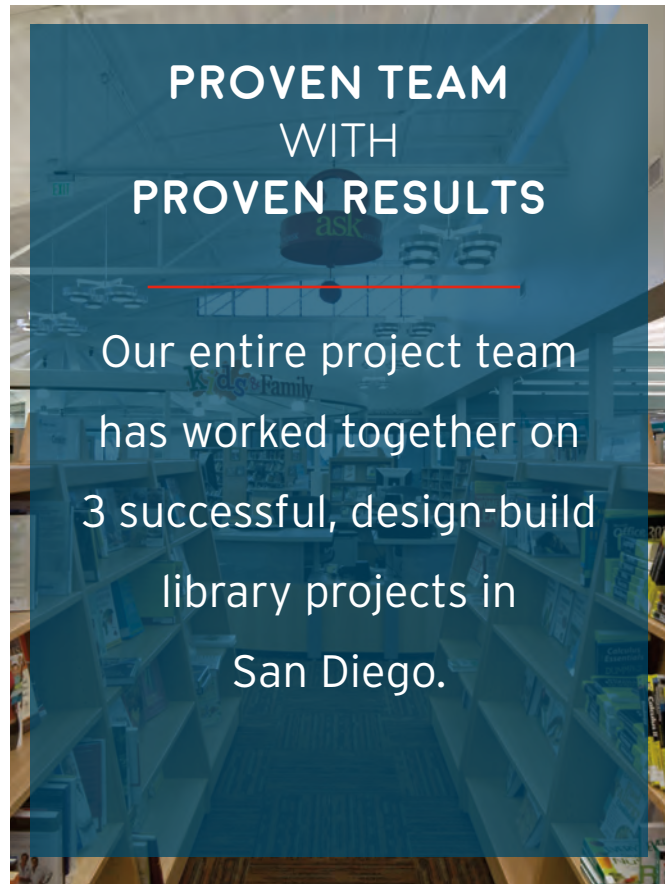 PROVEN TEAM
WITH
PROVEN RESULTS
ask
Our entire project team
kids & Family
has worked together on
3 successful, design-build
library projects in
San Diego.